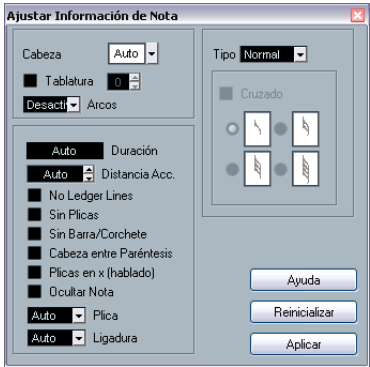 Ajustar Información de Nota
Cabeza Auto
Tablatura 0
Desacti Arcos
Tipo Normal
Cruzado
Auto Duración
Auto Distancia Acc.
No Ledger Lines
Sin Plicas
Sin Barra/Corchete
Cabeza entre Paréntesis
Plicas en x (hablado)
Ocultar Nota
Auto Plica
Auto Ligadura
Ayuda
Reinicializar
Aplicar